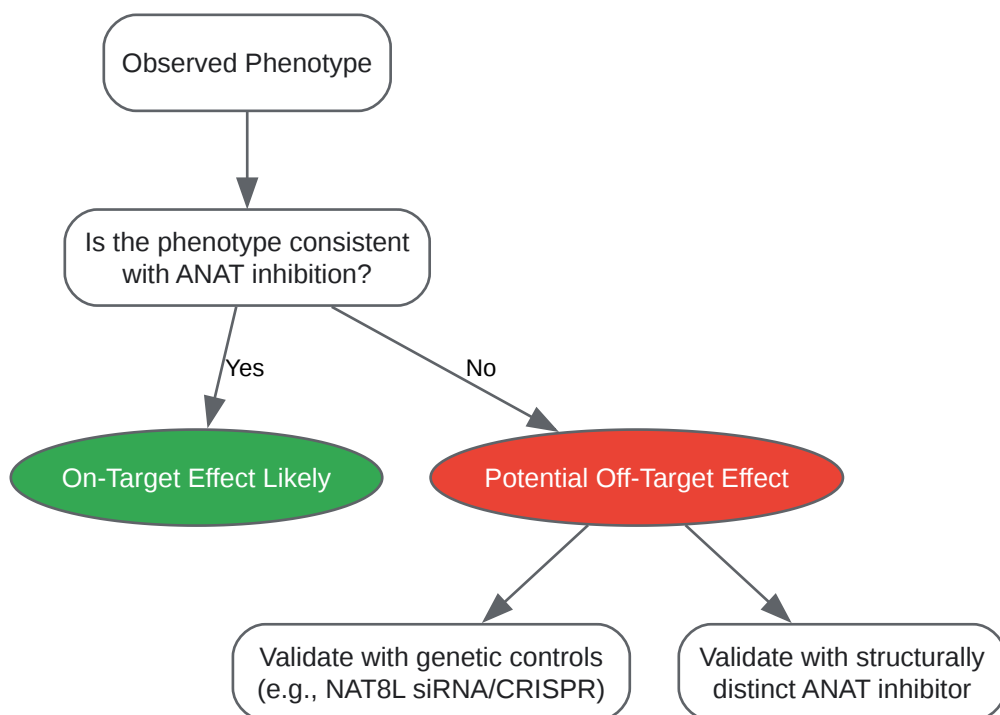 Observed Phenotype
Is the phenotype consistent
with ANAT inhibition?
Yes
No
On-Target Effect Likely
Potential Off-Target Effect
Validate with genetic controls
(e.g., NAT8L siRNA/CRISPR)
Validate with structurally
distinct ANAT inhibitor